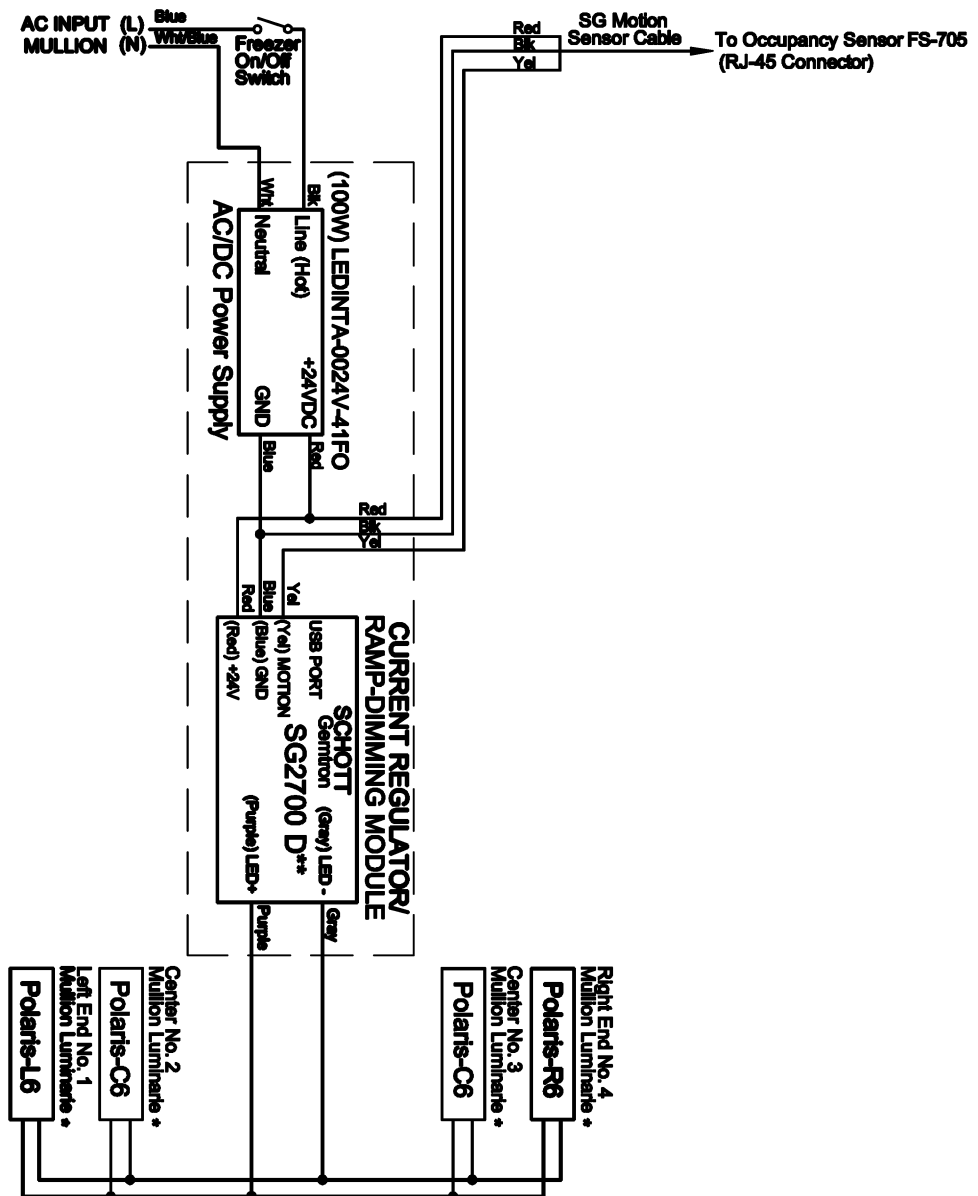 AC INPUT (L) Blue
MULLION (N) Wht/Blue
Freezer
On/Off
Switch
Red
Blk
Yel
SG Motion
Sensor Cable
To Occupancy Sensor FS-705
(RJ-45 Connector)
Wht
Blk
(100W) LEDINTA-0024V-41FO
Line (Hot)
+24VDC
Neutral
GND
AC/DC Power Supply
Blue
Red
Red
Blk
Yel
Red
Blue
Yel
CURRENT REGULATOR/
RAMP-DIMMING MODULE
USB PORT
(Yel) MOTION
(Blue) GND
(Red) +24V
SCHOTT
Gemtron
SG2700 D**
(Gray) LED -
(Purple) LED+
Purple
Gray
Left End No. 1
Mullion Luminarie *
Polaris-L6
Center No. 2
Mullion Luminarie *
Polaris-C6
Center No. 3
Mullion Luminarie *
Polaris-C6
Right End No. 4
Mullion Luminarie *
Polaris-R6